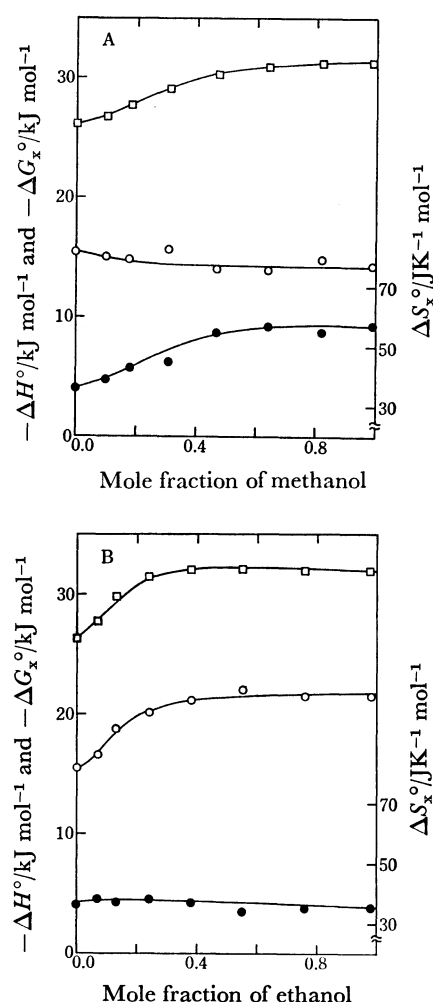 A
−ΔH°/kJ mol⁻¹ and −ΔGₓ°/kJ mol⁻¹
30
20
10
0
0.0
0.4
0.8
70
50
30
ΔSₓ°/JK⁻¹ mol⁻¹
Mole fraction of methanol
B
−ΔH°/kJ mol⁻¹ and −ΔGₓ°/kJ mol⁻¹
30
20
10
0
0.0
0.4
0.8
70
50
30
ΔSₓ°/JK⁻¹ mol⁻¹
Mole fraction of ethanol